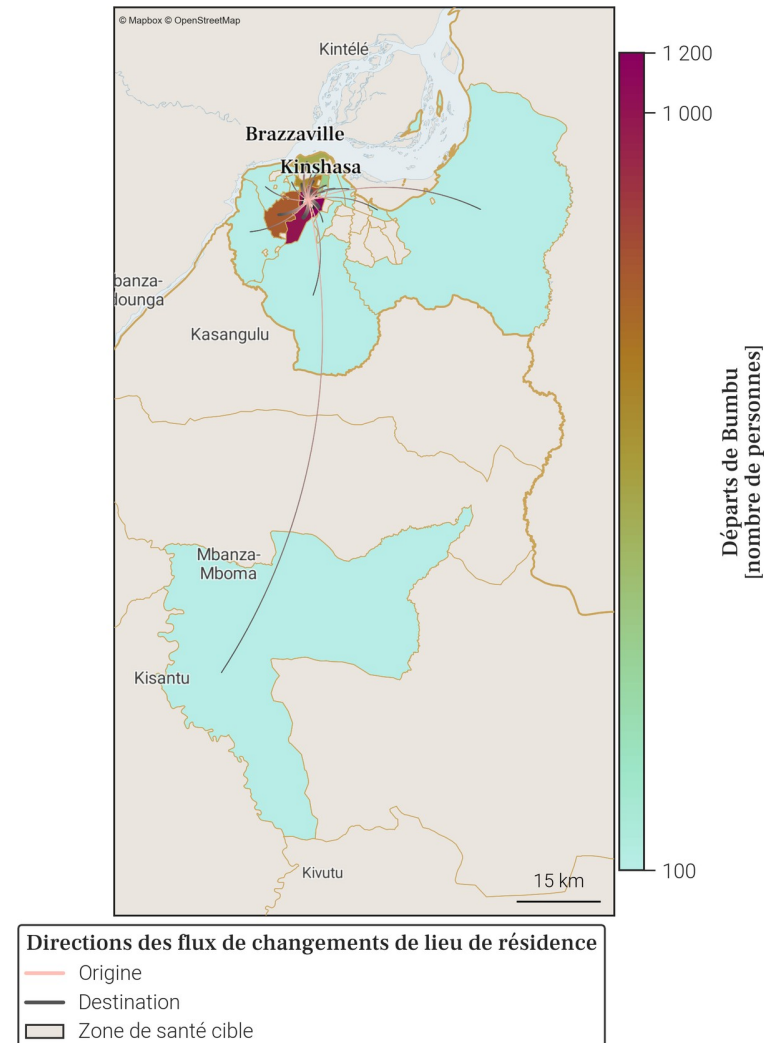 © Mapbox © OpenStreetMap
Kintélé
Brazzaville
Kinshasa
banza-
Kasangulu
Mbanza-
Mboma
Kisantu
Kivutu
15 km
1 200
1 000
100
Départs de Bumbu
[nombre de personnes]
Directions des flux de changements de lieu de résidence
Origine
Destination
Zone de santé cible